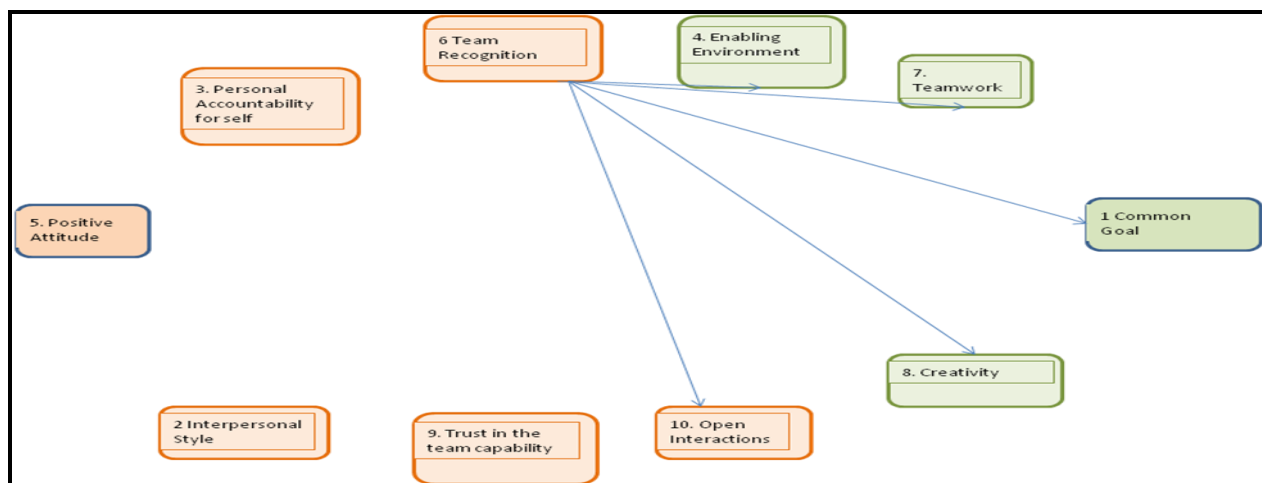 6 Team
Recognition
4. Enabling
Environment
7.
Teamwork
3. Personal
Accountability
for self
5. Positive
Attitude
1 Common
Goal
8. Creativity
2 Interpersonal
Style
9. Trust in the
team capability
10. Open
Interactions